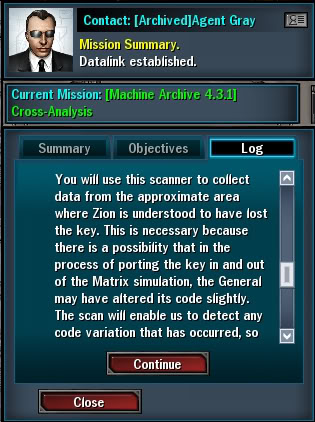 Contact: [Archived]Agent Gray
Mission Summary.
Datalink established.
Current Mission: [Machine Archive 4.3.1]
Cross-Analysis
Summary
Objectives
Log
You will use this scanner to collect
data from the approximate area
where Zion is understood to have lost
the key. This is necessary because
there is a possibility that in the
process of porting the key in and out
of the Matrix simulation, the General
may have altered its code slightly.
The scan will enable us to detect any
code variation that has occurred, so
Continue
Close